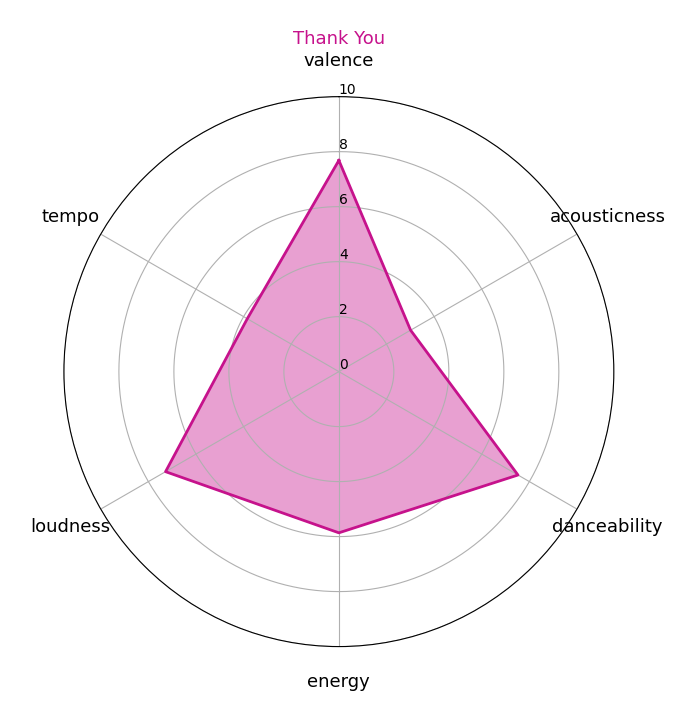 Thank You
valence
10
8
6
4
2
0
tempo
acousticness
loudness
danceability
energy